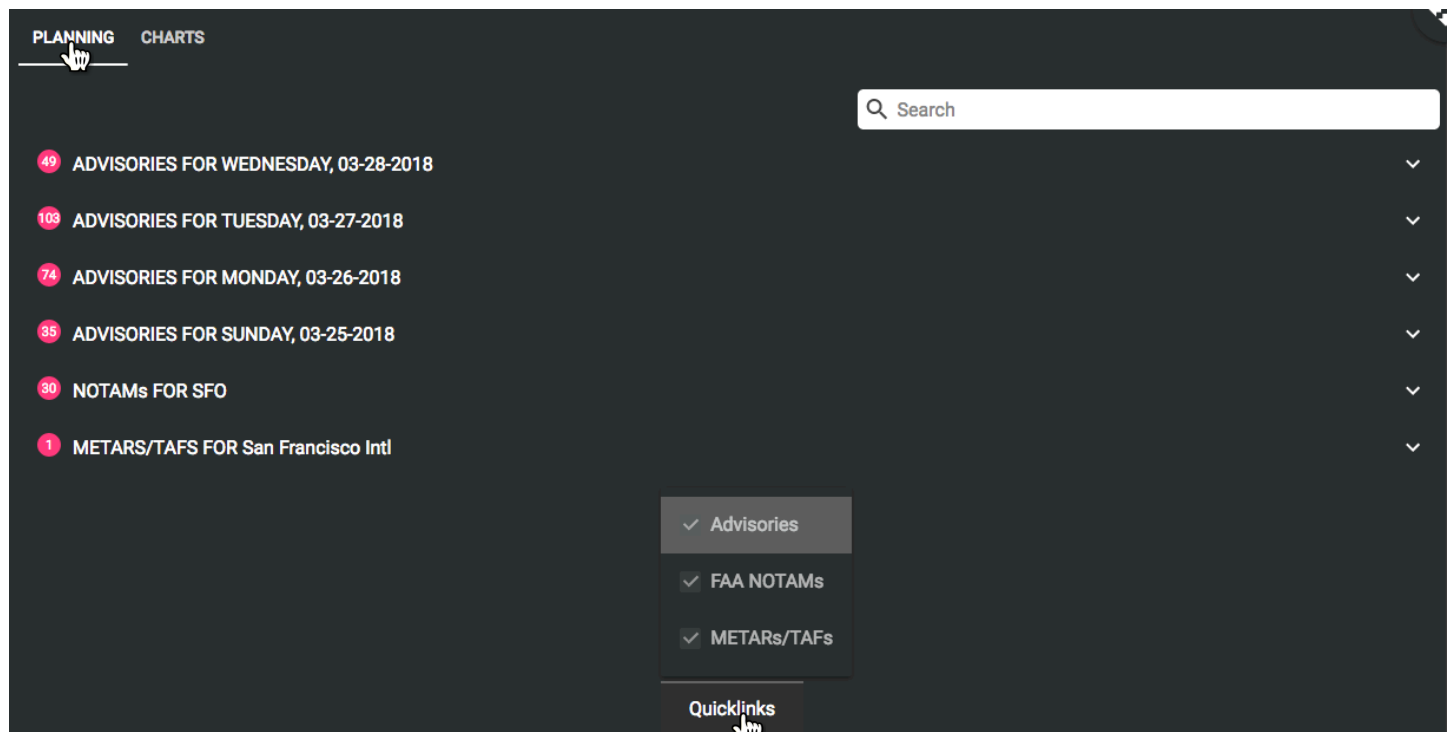 PLANNING CHARTS
Search
49 ADVISORIES FOR WEDNESDAY, 03-28-2018
103 ADVISORIES FOR TUESDAY, 03-27-2018
74 ADVISORIES FOR MONDAY, 03-26-2018
35 ADVISORIES FOR SUNDAY, 03-25-2018
30 NOTAMs FOR SFO
1 METARS/TAFS FOR San Francisco Intl
Advisories
FAA NOTAMs
METARs/TAFs
Quicklinks